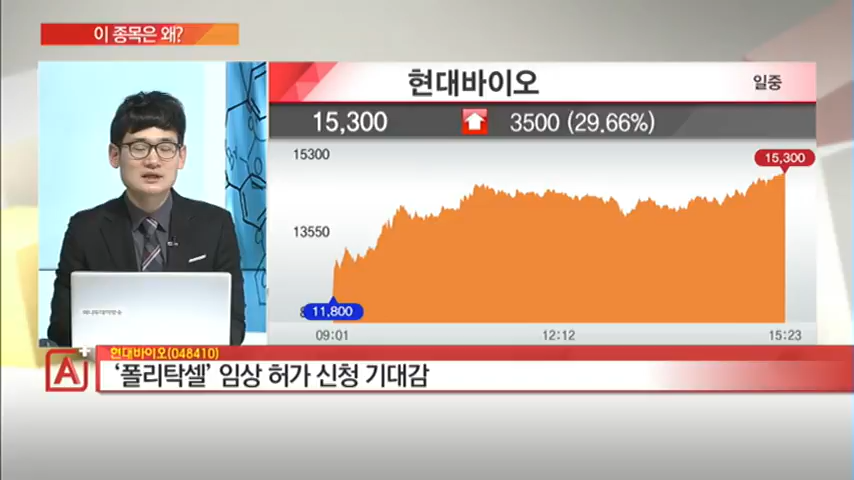 이 종목은 왜?
현대바이오
일중
15,300
3500 (29.66%)
15300
15,300
13550
11,800
09:01
12:12
15:23
A+
현대바이오(048410)
‘폴리탁셀’ 임상 허가 신청 기대감